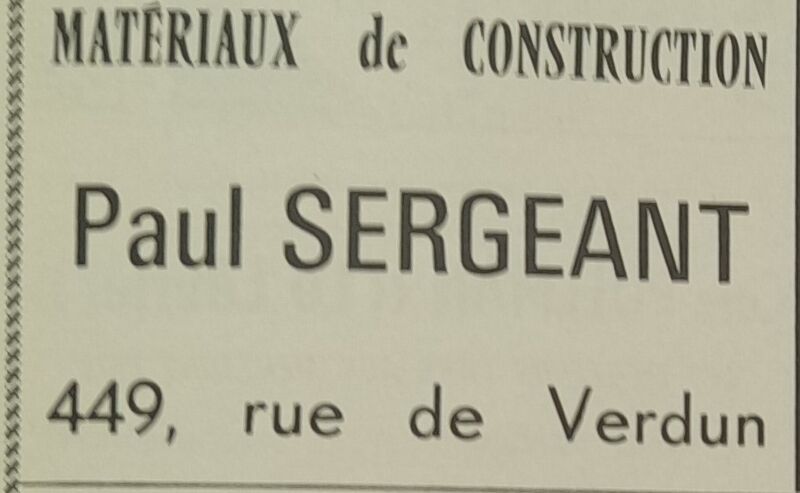 MATÉRIAUX de CONSTRUCTION
Paul SERGEANT
449, rue de Verdun